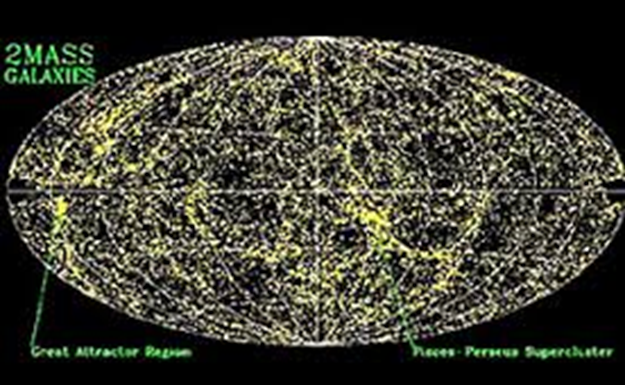 2MASS
GALAXIES
Great Attractor Region
Pisces-Perseus Supercluster